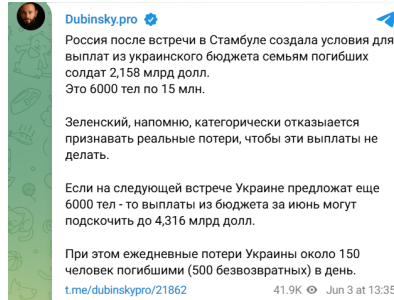 Dubinsky.pro
Россия после встречи в Стамбуле создала условия для
выплат из украинского бюджета семьям погибших
солдат 2,158 млрд долл.
Это 6000 тел по 15 млн.
Зеленский, напомню, категорически отказыается
признавать реальные потери, чтобы эти выплаты не
делать.
Если на следующей встрече Украине предложат еще
6000 тел - то выплаты из бюджета за июнь могут
подскочить до 4,316 млрд долл.
При этом ежедневные потери Украины около 150
человек погибшими (500 безвозвратных) в день.
t.me/dubinskypro/21862 41.9K Jun 3 at 13:35